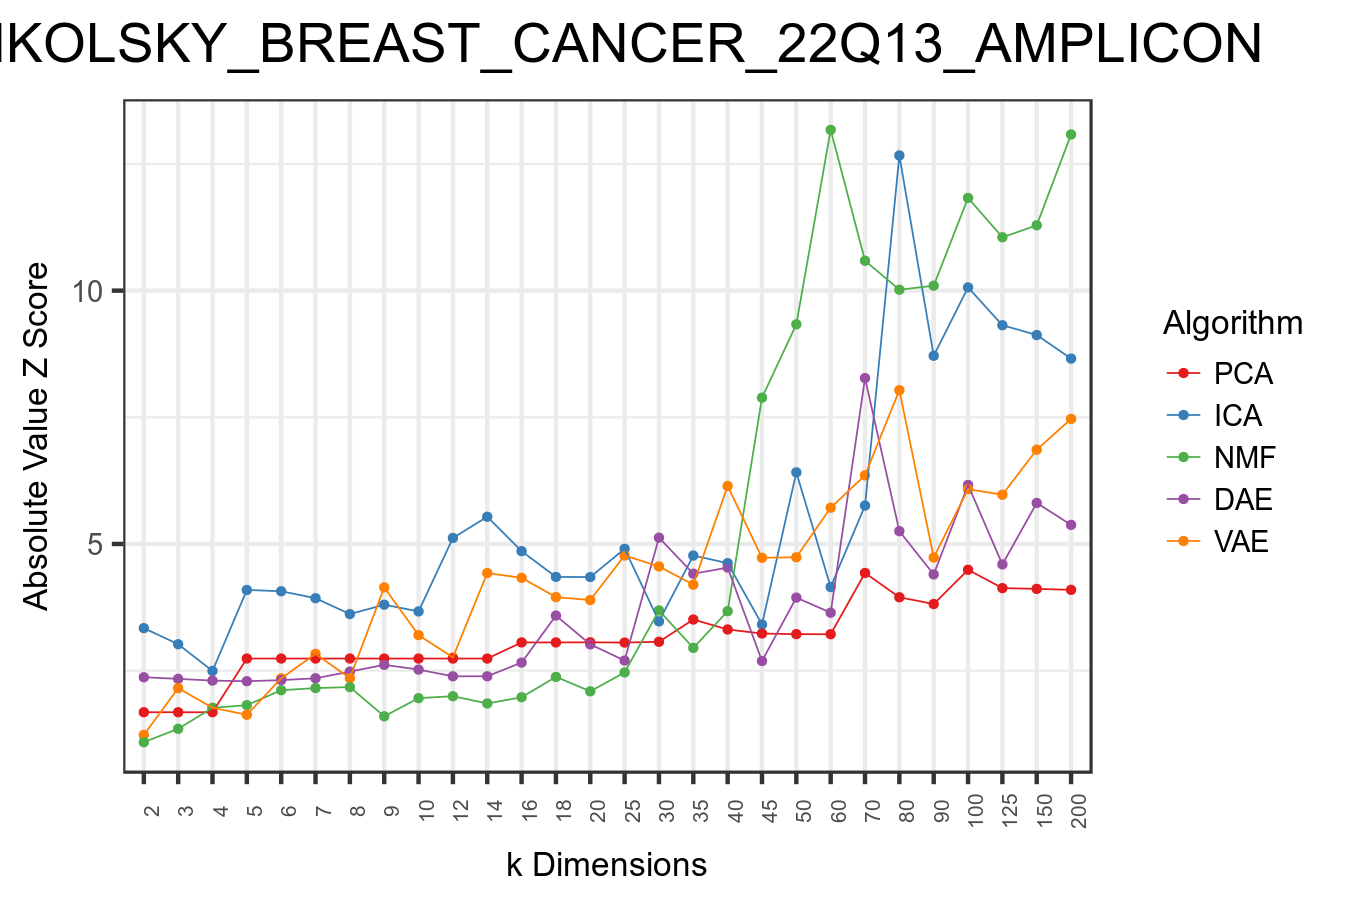 IKOLSKY_BREAST_CANCER_22Q13_AMPLICON
Absolute Value Z Score
10
5
2 3 4 5 6 7 8 9 10 12 14 16 18 20 25 30 35 40 45 50 60 70 80 90 100 125 150 200
k Dimensions
Algorithm
PCA
ICA
NMF
DAE
VAE